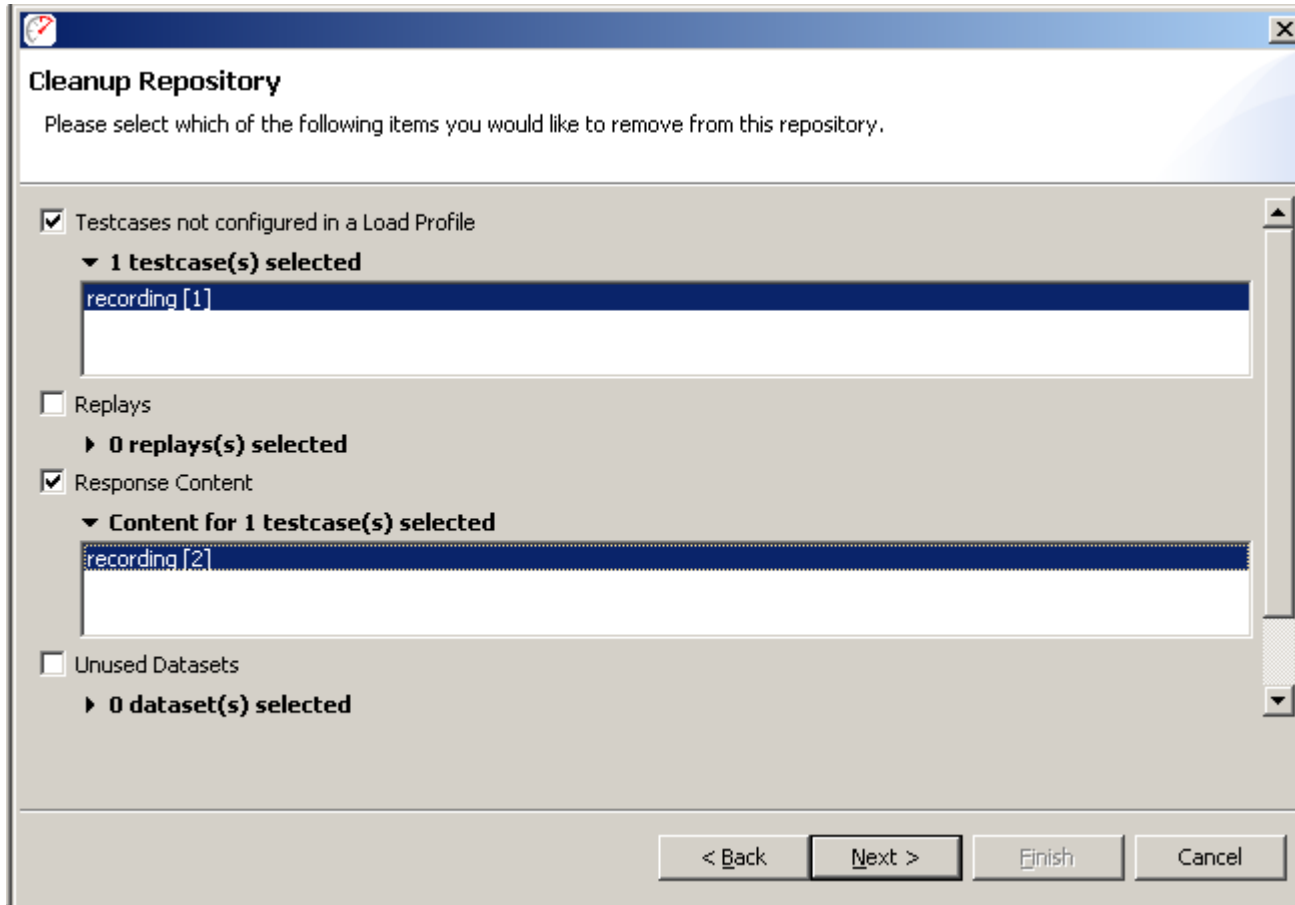 Cleanup Repository
Please select which of the following items you would like to remove from this repository.
Testcases not configured in a Load Profile
1 testcase(s) selected
recording [1]
Replays
0 replays(s) selected
Response Content
Content for 1 testcase(s) selected
recording [2]
Unused Datasets
0 dataset(s) selected
< Back
Next >
Finish
Cancel